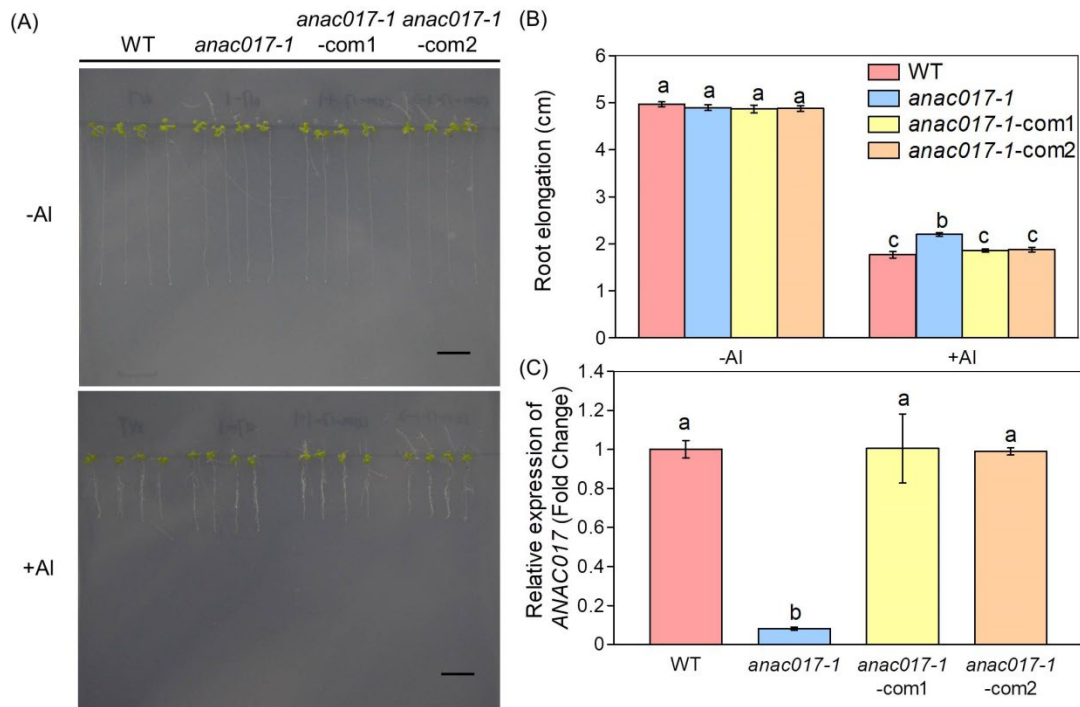 (A)
WT
anac017-1
anac017-1
-com1
anac017-1
-com2
-Al
+Al
(B)
Root elongation (cm)
6
5
4
3
2
1
0
a
a
a
a
c
b
c
c
WT
anac017-1
anac017-1-com1
anac017-1-com2
-Al
+Al
(C)
Relative expression of
ANAC017 (Fold Change)
1.4
1.2
1
0.8
0.6
0.4
0.2
0
a
b
a
a
WT
anac017-1
anac017-1
-com1
anac017-1
-com2